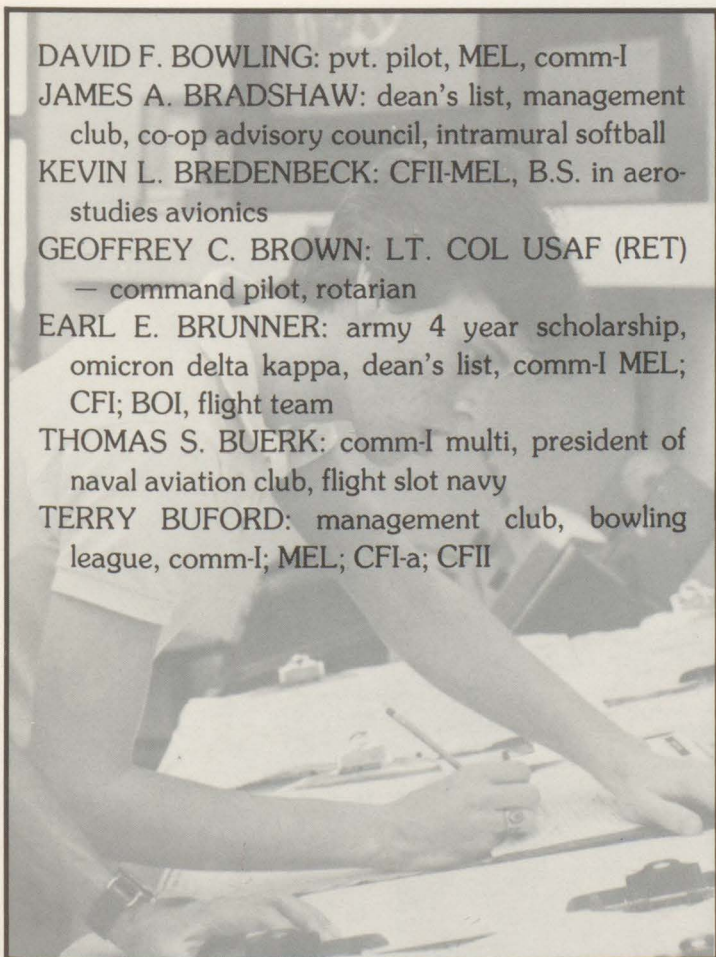 DAVID F. BOWLING: pvt. pilot, MEL, comm-I
JAMES A. BRADSHAW: dean's list, management
club, co-op advisory council, intramural softball
KEVIN L. BREDENBECK: CFII-MEL, B.S. in aero-
studies avionics
GEOFFREY C. BROWN: LT. COL USAF (RET)
— command pilot, rotarian
EARL E. BRUNNER: army 4 year scholarship,
omicron delta kappa, dean's list, comm-I MEL;
CFI; BOI, flight team
THOMAS S. BUERK: comm-I multi, president of
naval aviation club, flight slot navy
TERRY BUFORD: management club, bowling
league, comm-I; MEL; CFI-a; CFII